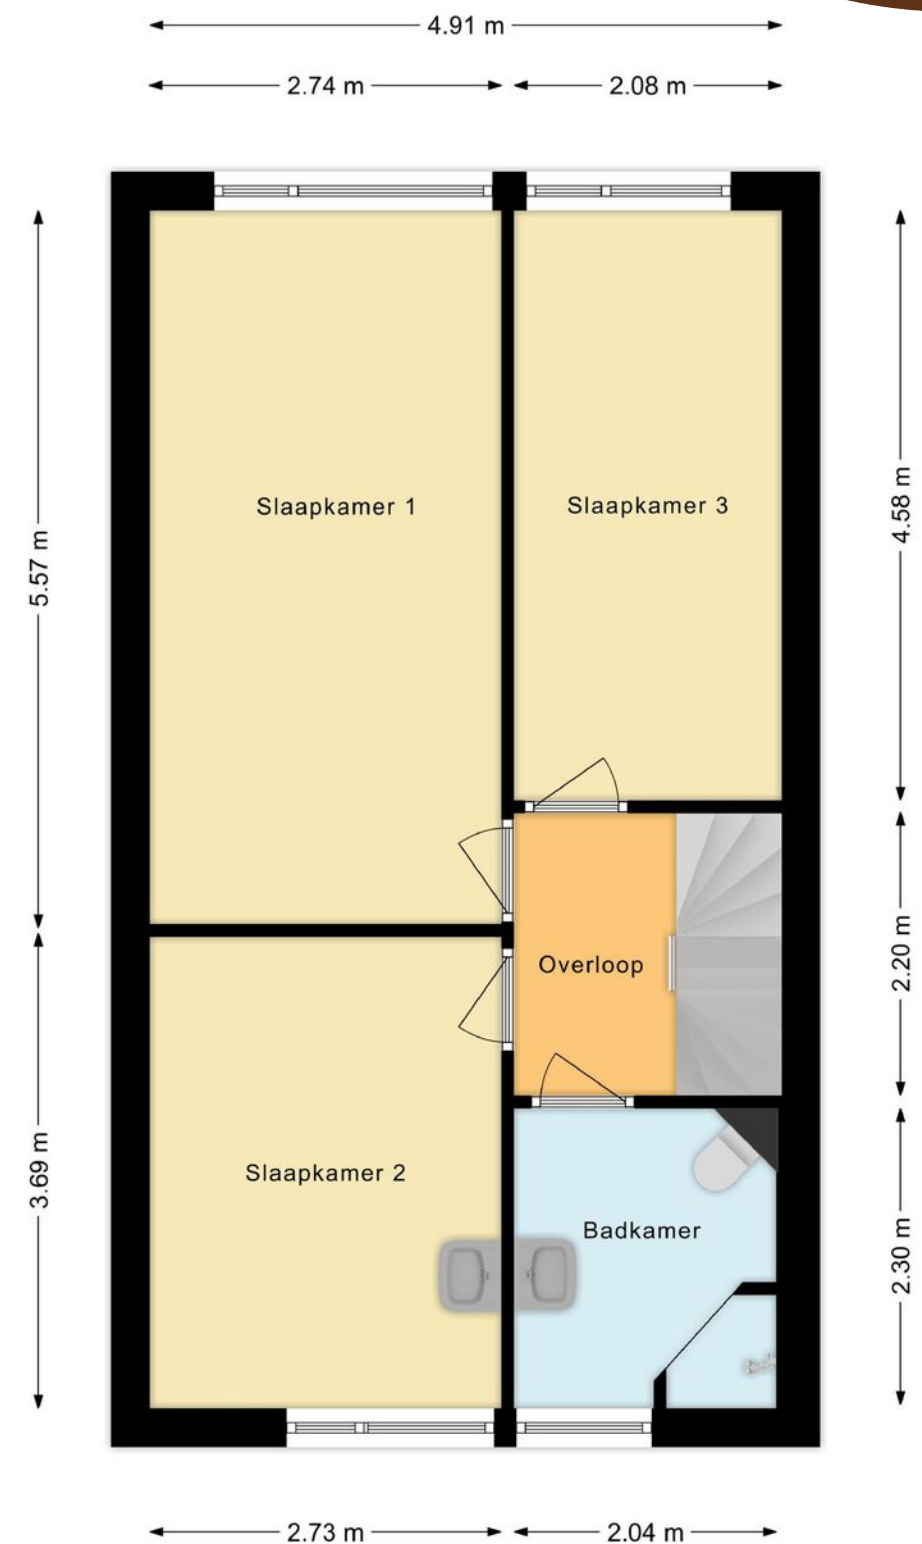 4.91 m
2.74 m
2.08 m
Slaapkamer 1
Slaapkamer 3
4.58 m
5.57 m
Overloop
2.20 m
Slaapkamer 2
3.69 m
Badkamer
2.30 m
2.73 m
2.04 m